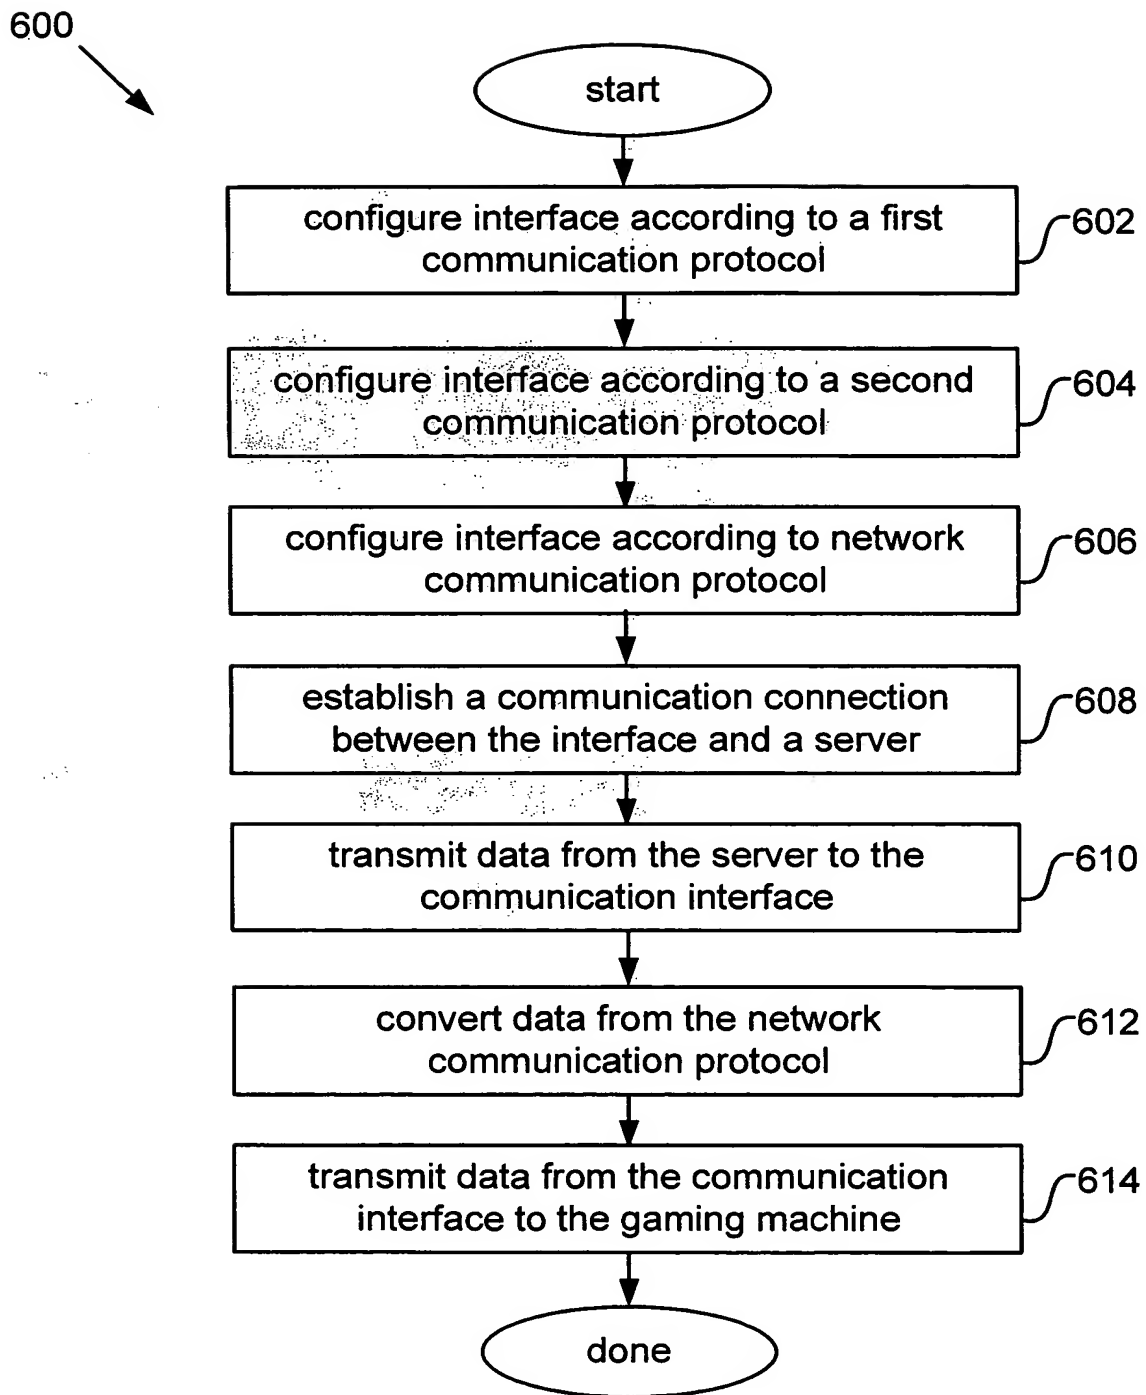 600
start
configure interface according to a first
communication protocol
602
configure interface according to a second
communication protocol
604
configure interface according to network
communication protocol
606
establish a communication connection
between the interface and a server
608
transmit data from the server to the
communication interface
610
convert data from the network
communication protocol
612
transmit data from the communication
interface to the gaming machine
614
done